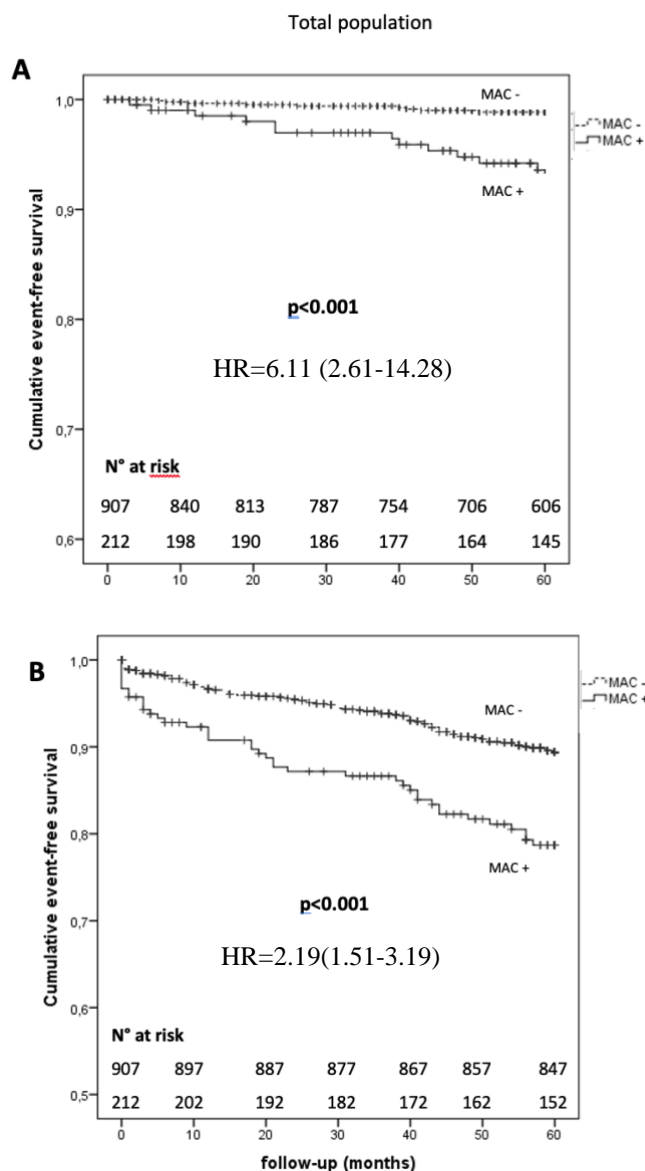 Total population
A
MAC -
MAC -
MAC +
MAC +
1,0
0,9
0,8
0,7
0,6
Cumulative event-free survival
p<0.001
HR=6.11 (2.61-14.28)
N° at risk
907 840 813 787 754 706 606
212 198 190 186 177 164 145
0 10 20 30 40 50 60
B
MAC -
MAC +
MAC -
MAC +
1,0
0,9
0,8
0,7
0,6
0,5
Cumulative event-free survival
p<0.001
HR=2.19(1.51-3.19)
N° at risk
907 897 887 877 867 857 847
212 202 192 182 172 162 152
0 10 20 30 40 50 60
follow-up (months)